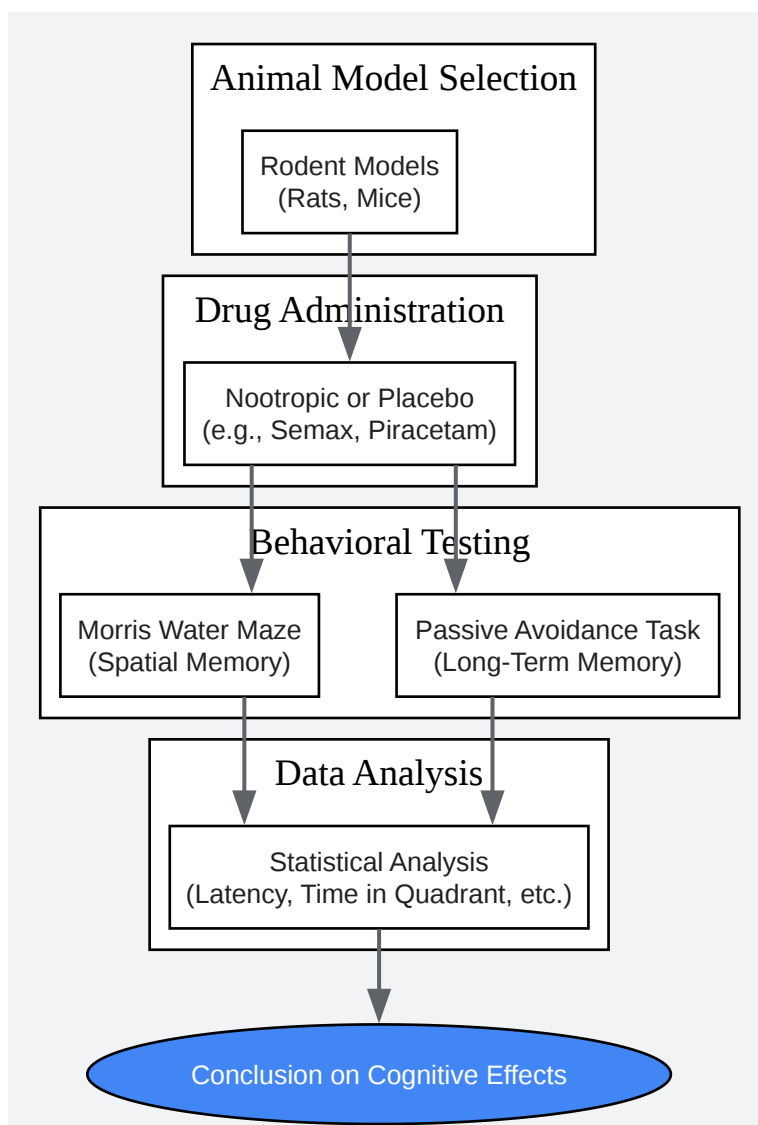 Animal Model Selection
Rodent Models
(Rats, Mice)
Drug Administration
Nootropic or Placebo
(e.g., Semax, Piracetam)
Behavioral Testing
Morris Water Maze
(Spatial Memory)
Passive Avoidance Task
(Long-Term Memory)
Data Analysis
Statistical Analysis
(Latency, Time in Quadrant, etc.)
Conclusion on Cognitive Effects